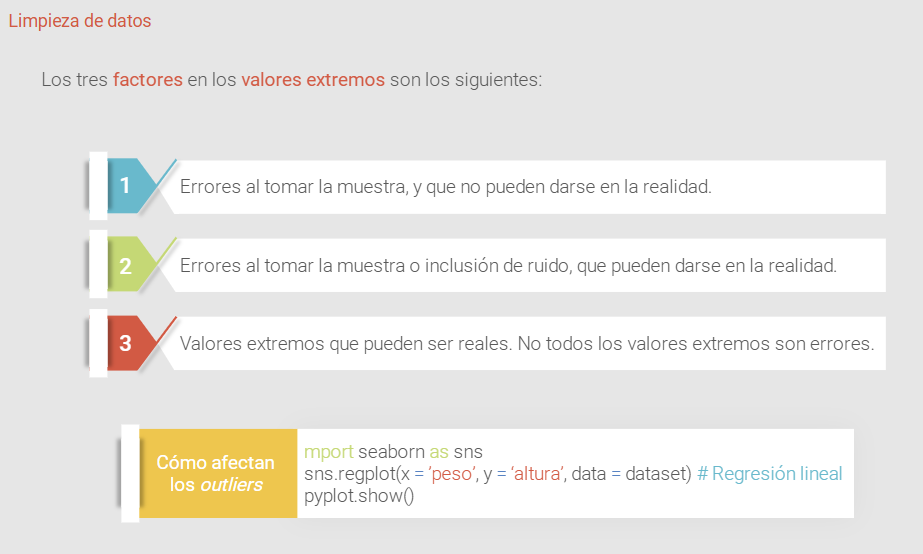 Limpieza de datos
Los tres factores en los valores extremos son los siguientes:
1
Errores al tomar la muestra, y que no pueden darse en la realidad.
2
Errores al tomar la muestra o inclusión de ruido, que pueden darse en la realidad.
3
Valores extremos que pueden ser reales. No todos los valores extremos son errores.
Cómo afectan
los outliers
mport seaborn as sns
sns.regplot(x = ‘peso’, y = ‘altura’, data = dataset) # Regresión lineal
pyplot.show()